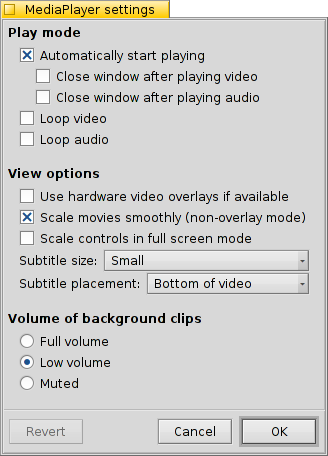 MediaPlayer settings
Play mode
Automatically start playing
Close window after playing video
Close window after playing audio
Loop video
Loop audio
View options
Use hardware video overlays if available
Scale movies smoothly (non-overlay mode)
Scale controls in full screen mode
Subtitle size: Small
Subtitle placement: Bottom of video
Volume of background clips
Full volume
Low volume
Muted
Revert Cancel OK